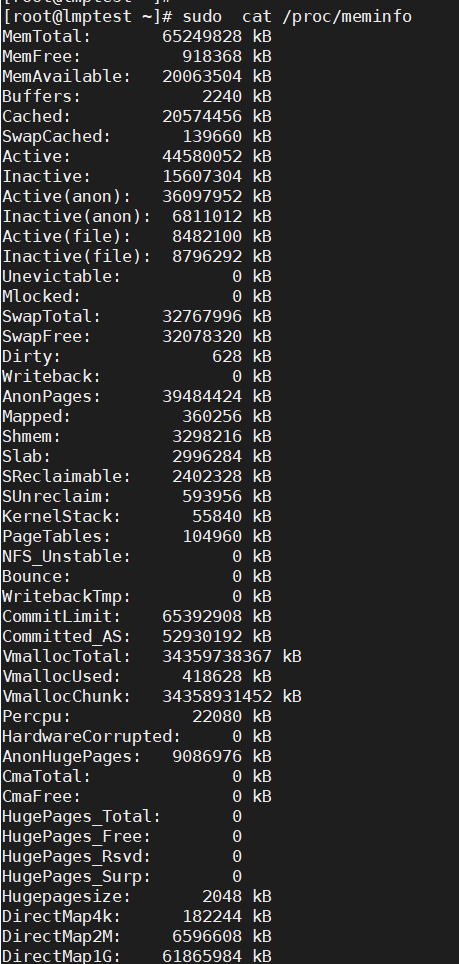 [root@lmptest ~]#
[root@lmptest ~]# sudo  cat /proc/meminfo
MemTotal:       65249828 kB
MemFree:          918368 kB
MemAvailable:   20063504 kB
Buffers:            2240 kB
Cached:         20574456 kB
SwapCached:       139660 kB
Active:         44580052 kB
Inactive:       15607304 kB
Active(anon):   36097952 kB
Inactive(anon):  6811012 kB
Active(file):    8482100 kB
Inactive(file):  8796292 kB
Unevictable:           0 kB
Mlocked:               0 kB
SwapTotal:      32767996 kB
SwapFree:       32078320 kB
Dirty:               628 kB
Writeback:             0 kB
AnonPages:      39484424 kB
Mapped:           360256 kB
Shmem:           3298216 kB
Slab:            2996284 kB
SReclaimable:    2402328 kB
SUnreclaim:       593956 kB
KernelStack:       55840 kB
PageTables:       104960 kB
NFS_Unstable:          0 kB
Bounce:                0 kB
WritebackTmp:          0 kB
CommitLimit:    65392908 kB
Committed_AS:   52930192 kB
VmallocTotal:   34359738367 kB
VmallocUsed:      418628 kB
VmallocChunk:   34358931452 kB
Percpu:            22080 kB
HardwareCorrupted:     0 kB
AnonHugePages:   9086976 kB
CmaTotal:              0 kB
CmaFree:               0 kB
HugePages_Total:       0
HugePages_Free:        0
HugePages_Rsvd:        0
HugePages_Surp:        0
Hugepagesize:       2048 kB
DirectMap4k:      182244 kB
DirectMap2M:     6596608 kB
DirectMap1G:    61865984 kB